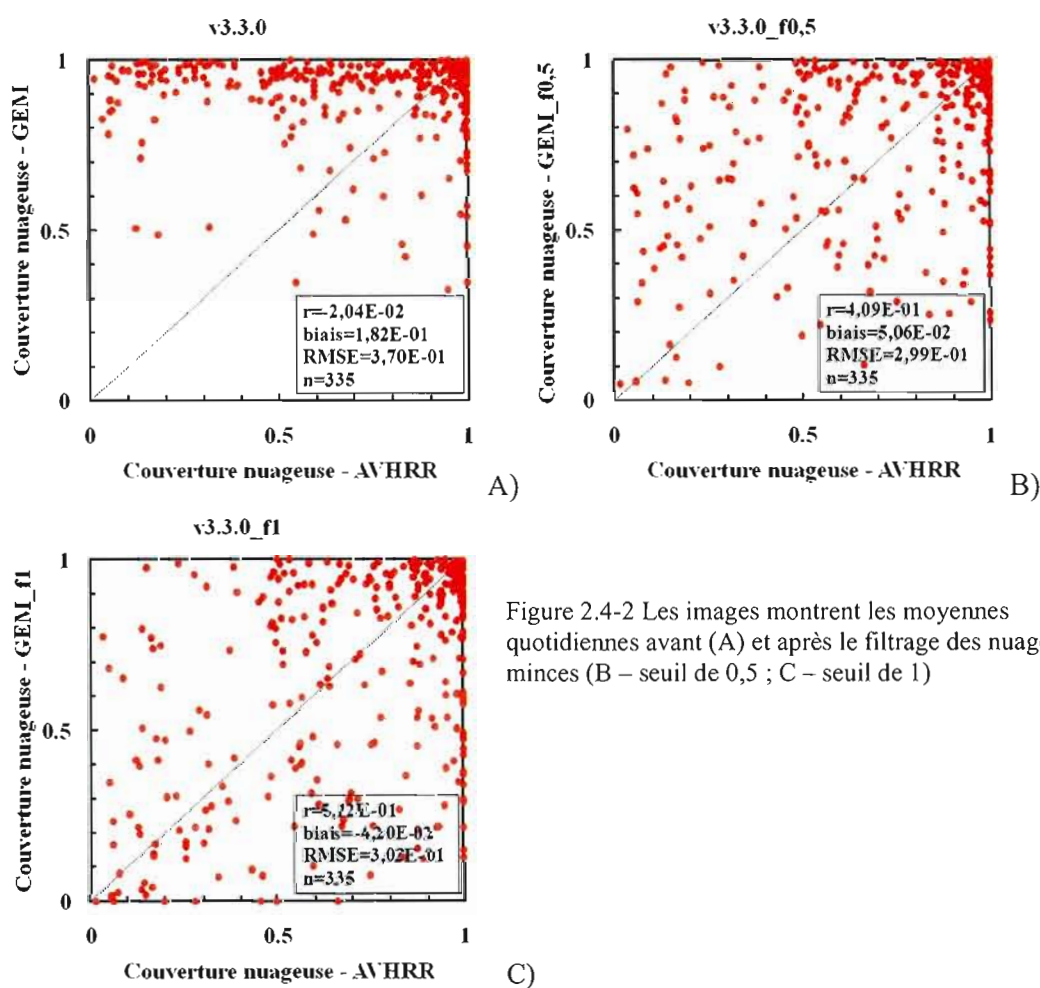 v3.3.0
Couverture nuageuse - GEM
1
0.5
0
r=-2,04E-02
biais=1,82E-01
RMSE=3,70E-01
n=335
0
0.5
1
Couverture nuageuse - AVHRR
A)
v3.3.0_f0,5
Couverture nuageuse - GEM_f0,5
1
0.5
0
r=4,09E-01
biais=5,06E-02
RMSE=2,99E-01
n=335
0
0.5
1
Couverture nuageuse - AVHRR
B)
v3.3.0_f1
Couverture nuageuse - GEM_f1
1
0.5
0
biais=-4,20E-02
RMSE=3,02E-01
n=335
0
0.5
1
Couverture nuageuse - AVHRR
C)
Figure 2.4-2 Les images montrent les moyennes
quotidiennes avant (A) et après le filtrage des nuag
minces (B – seuil de 0,5 ; C – seuil de 1)